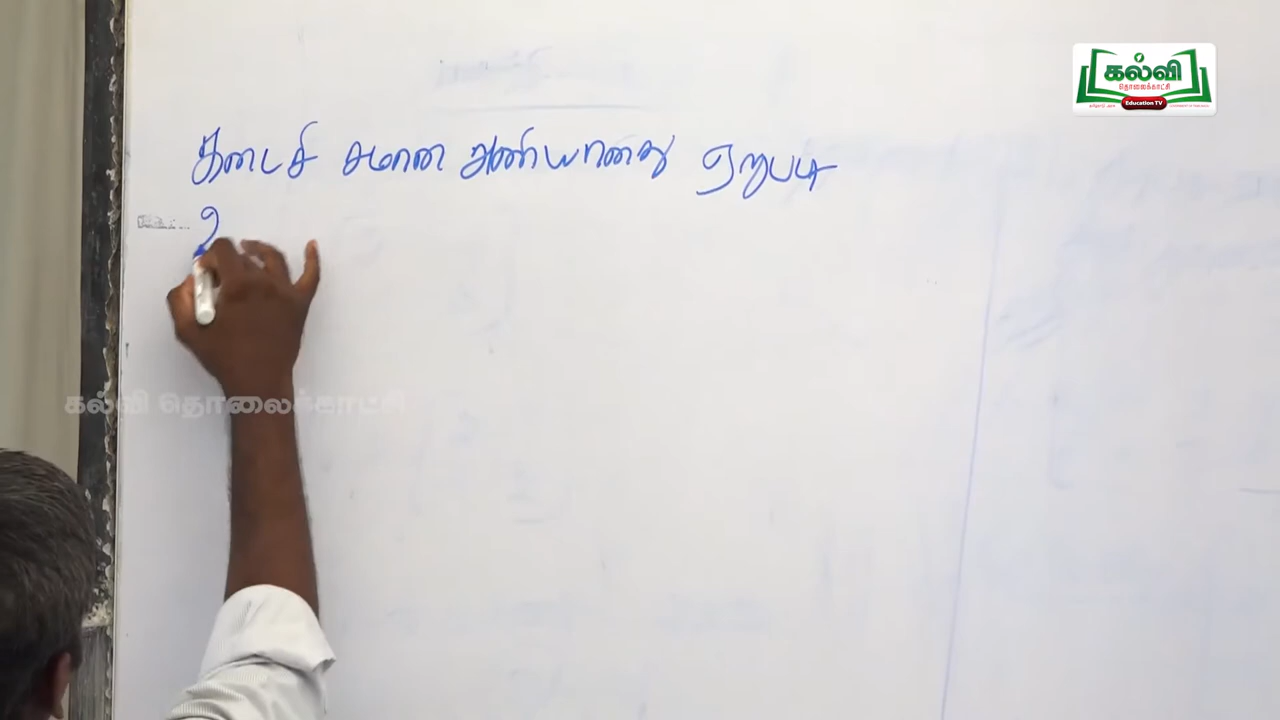 கல்வி
தொலைக்காட்சி
Education TV
கடைசி சமான அணியானது ஏறுபடி
கல்வி தொலைக்காட்சி